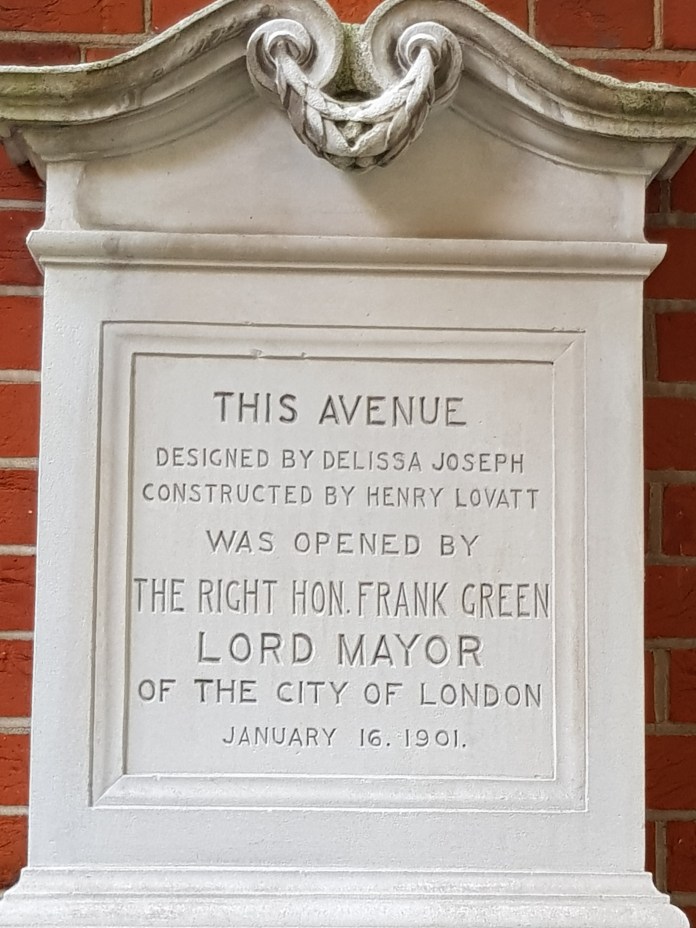 THIS AVENUE
DESIGNED BY DELISSA JOSEPH
CONSTRUCTED BY HENRY LOVATT
WAS OPENED BY
THE RIGHT HON. FRANK GREEN
LORD MAYOR
OF THE CITY OF LONDON
JANUARY 16. 1901.